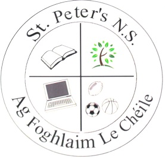 St. Peter's N.S.
Ag Foghlaim Le Chéile